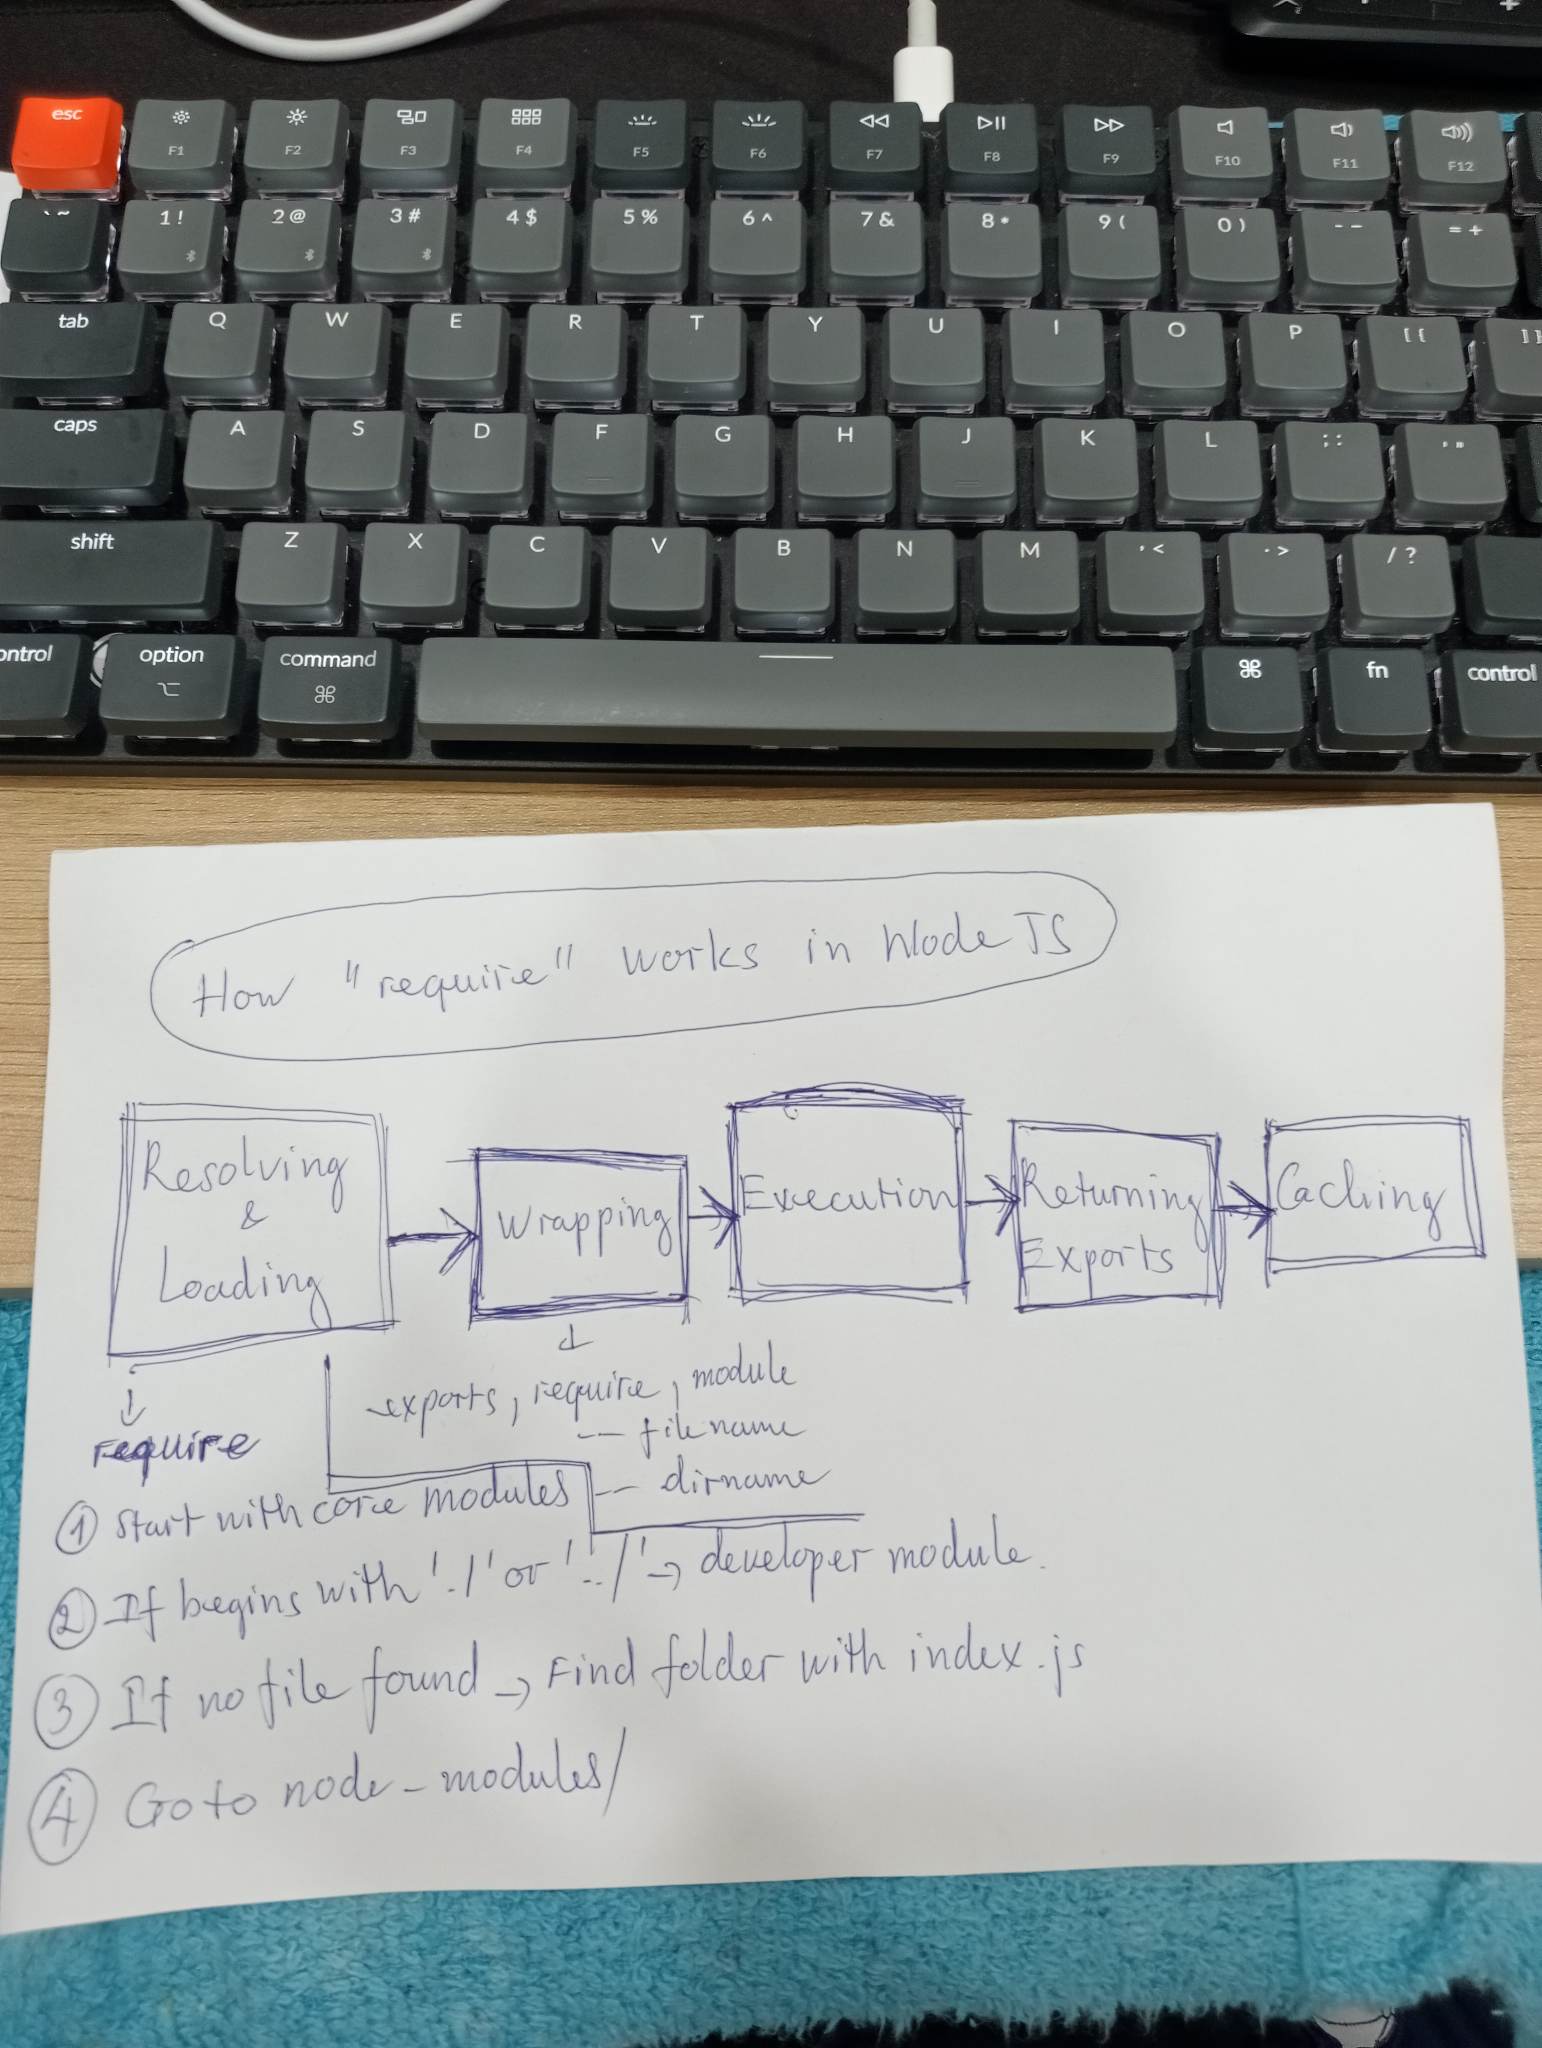 esc
F1 F2 F3 F4 F5 F6 F7 F8 F9 F10 F11 F12
` ~ 1 ! 2 @ 3 # 4 $ 5 % 6 ^ 7 & 8 * 9 ( 0 ) - - = +
tab Q W E R T Y U I O P [ { ] }
caps A S D F G H J K L ; : ' "
shift Z X C V B N M , < . > / ?
ontrol option command ⌘ fn control
⌥ ⌘
How "require" works in Node JS
Resolving
&
Loading
Wrapping
Execution
Returning
Exports
Caching
require
exports, require, module
-- filename
-- dirname
① Start with core modules
② If begins with './' or '../' → developer module.
③ If no file found → Find folder with index.js
④ Go to node_modules/